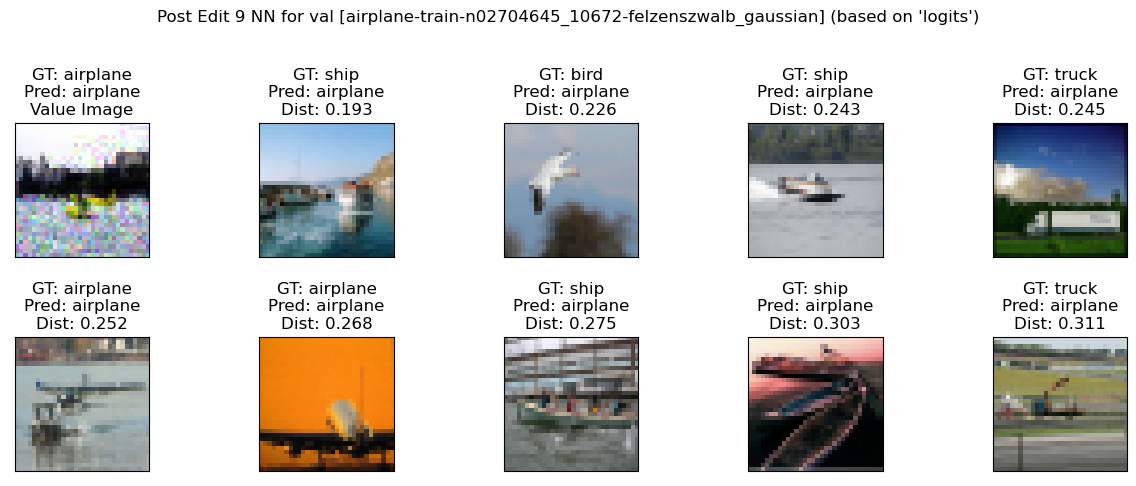 Post Edit 9 NN for val [airplane-train-n02704645_10672-felzenszwalb_gaussian] (based on 'logits')
GT: airplane
Pred: airplane
Value Image
GT: ship
Pred: airplane
Dist: 0.193
GT: bird
Pred: airplane
Dist: 0.226
GT: ship
Pred: airplane
Dist: 0.243
GT: truck
Pred: airplane
Dist: 0.245
GT: airplane
Pred: airplane
Dist: 0.252
GT: airplane
Pred: airplane
Dist: 0.268
GT: ship
Pred: airplane
Dist: 0.275
GT: ship
Pred: airplane
Dist: 0.303
GT: truck
Pred: airplane
Dist: 0.311